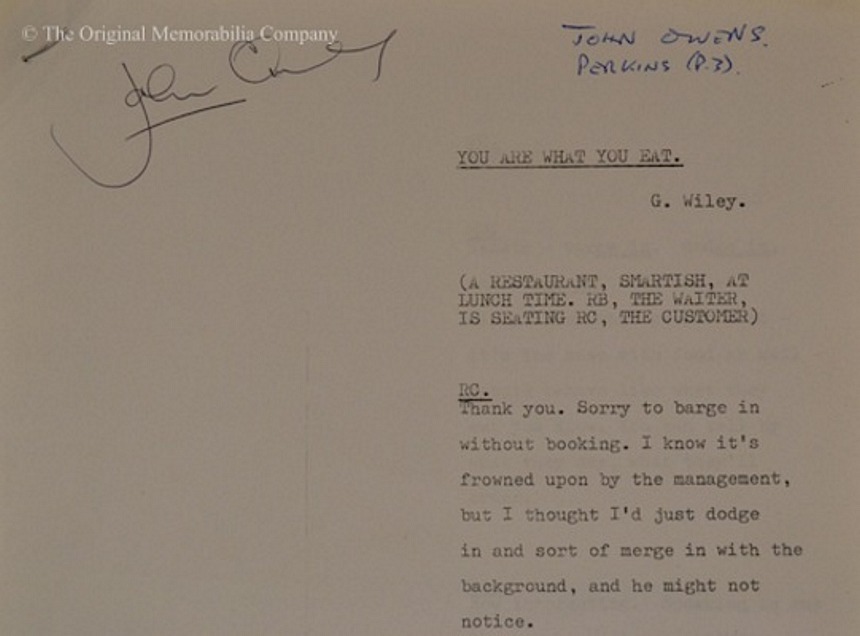 © The Original Memorabilia Company
JOHN OWENS.
PERKINS (P.3).
YOU ARE WHAT YOU EAT.
G. Wiley.
(A RESTAURANT, SMARTISH, AT
LUNCH TIME. RB, THE WAITER,
IS SEATING RC, THE CUSTOMER)
RC.
Thank you. Sorry to barge in
without booking. I know it's
frowned upon by the management,
but I thought I'd just dodge
in and sort of merge in with the
background, and he might not
notice.